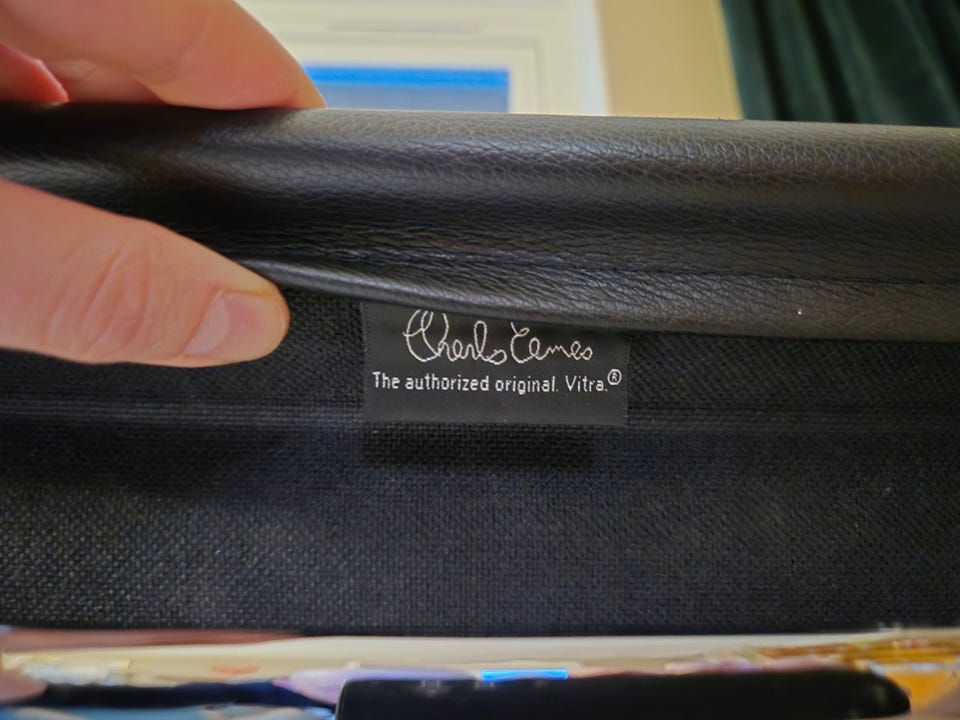 Charles Eames
The authorized original. Vitra.®